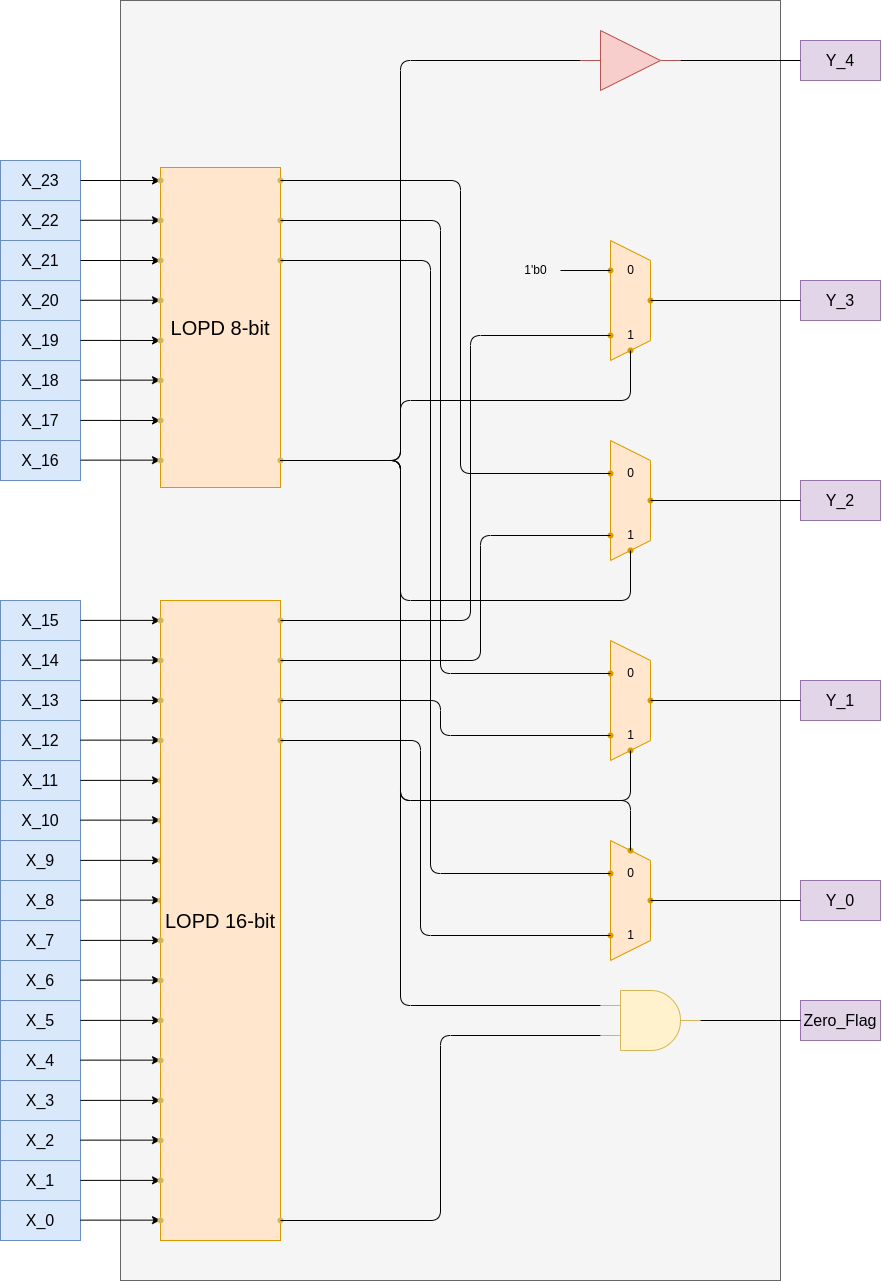 Y_4
X_23
X_22
X_21
X_20
X_19
X_18
X_17
X_16
LOPD 8-bit
1'b0
0
1
Y_3
0
1
Y_2
X_15
X_14
X_13
X_12
X_11
X_10
X_9
X_8
X_7
X_6
X_5
X_4
X_3
X_2
X_1
X_0
LOPD 16-bit
0
1
Y_1
0
1
Y_0
Zero_Flag